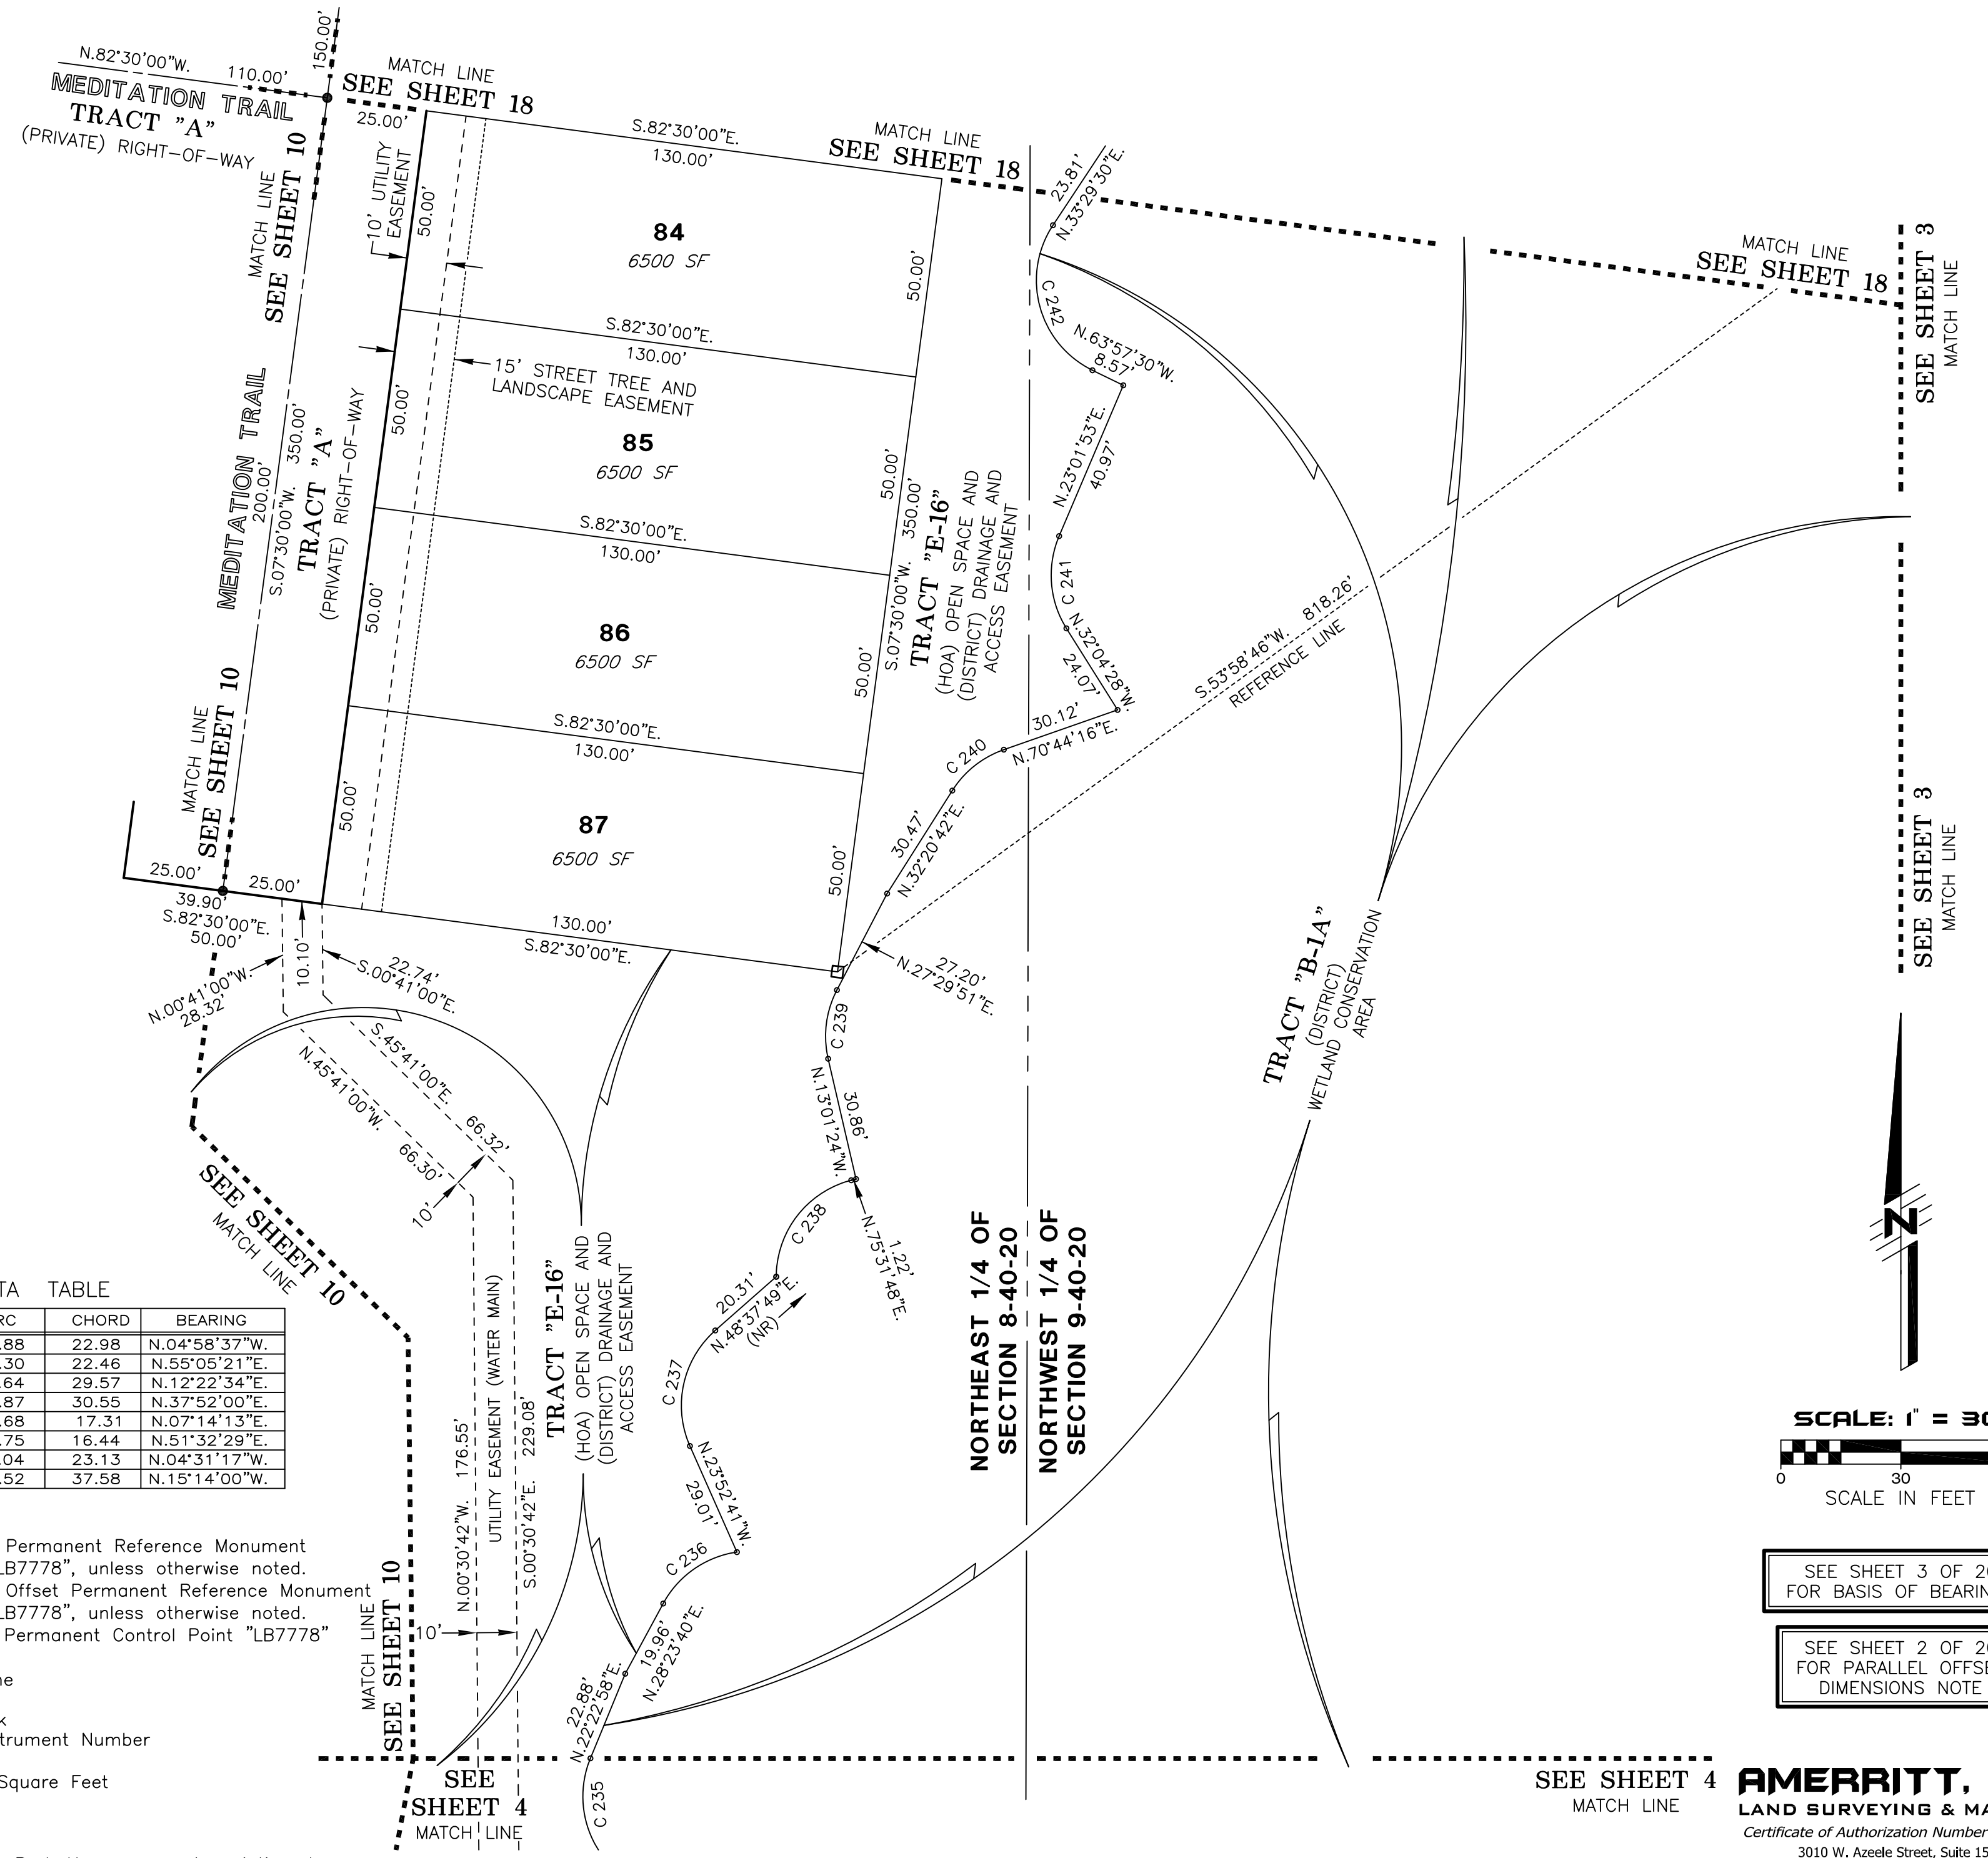 N.82°30'00"W.
110.00'
150.00'
MEDITATION TRAIL
TRACT "A"
(PRIVATE) RIGHT-OF-WAY
MATCH LINE
SEE SHEET 18
25.00'
MATCH LINE
SEE SHEET 10
10' UTILITY
EASEMENT
50.00'
S.82°30'00"E.
130.00'
84
6500 SF
50.00'
MATCH LINE
SEE SHEET 18
23.81'
N.33°29'30"E.
C 242
N.63°57'30"W.
8.57'
MATCH LINE
SEE SHEET 18
SEE SHEET 3
MATCH LINE
S.82°30'00"E.
130.00'
15' STREET TREE AND
LANDSCAPE EASEMENT
50.00'
85
6500 SF
50.00'
MEDITATION TRAIL
200.00'
S.07°30'00"W. 350.00'
TRACT "A"
(PRIVATE) RIGHT-OF-WAY
S.07°30'00"W. 350.00'
TRACT "E-16"
(HOA) OPEN SPACE AND
(DISTRICT) DRAINAGE AND
ACCESS EASEMENT
N.23°01'53"E.
40.97'
C 241
S.82°30'00"E.
130.00'
50.00'
86
6500 SF
50.00'
N.32°04'28"W.
24.07'
S.53°58'46"W. 818.26'
REFERENCE LINE
MATCH LINE
SEE SHEET 10
S.82°30'00"E.
130.00'
30.12'
N.70°44'16"E.
C 240
50.00'
87
6500 SF
50.00'
30.47'
N.32°20'42"E.
SEE SHEET 3
MATCH LINE
25.00'
25.00'
39.90'
S.82°30'00"E.
50.00'
130.00'
S.82°30'00"E.
10.10'
22.74'
S.00°41'00"E.
N.00°41'00"W.
28.32'
27.20'
N.27°29'51"E.
C 239
TRACT "B-1A"
(DISTRICT)
WETLAND CONSERVATION
AREA
S.45°41'00"E.
66.32'
N.45°41'00"W.
66.30'
10'
30.86'
N.13°01'24"W.
SEE SHEET 10
MATCH LINE
C 238
1.22'
N.75°31'48"E.
20.31'
N.48°37'49"E.
(NR)
NORTHEAST 1/4 OF
SECTION 8-40-20
NORTHWEST 1/4 OF
SECTION 9-40-20
N
TRACT "E-16"
(HOA) OPEN SPACE AND
(DISTRICT) DRAINAGE AND
ACCESS EASEMENT
UTILITY EASEMENT (WATER MAIN)
N.00°30'42"W. 176.55'
S.00°30'42"E. 229.08'
C 237
N.23°52'41"W.
29.01'
C 236
TA TABLE
RC CHORD BEARING
.88 22.98 N.04°58'37"W.
.30 22.46 N.55°05'21"E.
.64 29.57 N.12°22'34"E.
.87 30.55 N.37°52'00"E.
.68 17.31 N.07°14'13"E.
.75 16.44 N.51°32'29"E.
.04 23.13 N.04°31'17"W.
.52 37.58 N.15°14'00"W.
SCALE: 1" = 30
0
30
SCALE IN FEET
Permanent Reference Monument
LB7778", unless otherwise noted.
Offset Permanent Reference Monument
LB7778", unless otherwise noted.
Permanent Control Point "LB7778"
ne
k
trument Number
Square Feet
MATCH LINE
SEE SHEET 10
10'
19.96'
N.28°23'40"E.
22.88'
N.22°22'58"E.
C 235
SEE SHEET 3 OF 2
FOR BASIS OF BEARIN
SEE SHEET 2 OF 2
FOR PARALLEL OFFSE
DIMENSIONS NOTE
SEE
SHEET 4
MATCH LINE
SEE SHEET 4
MATCH LINE
AMERRITT,
LAND SURVEYING & MA
Certificate of Authorization Number
3010 W. Azeele Street, Suite 15